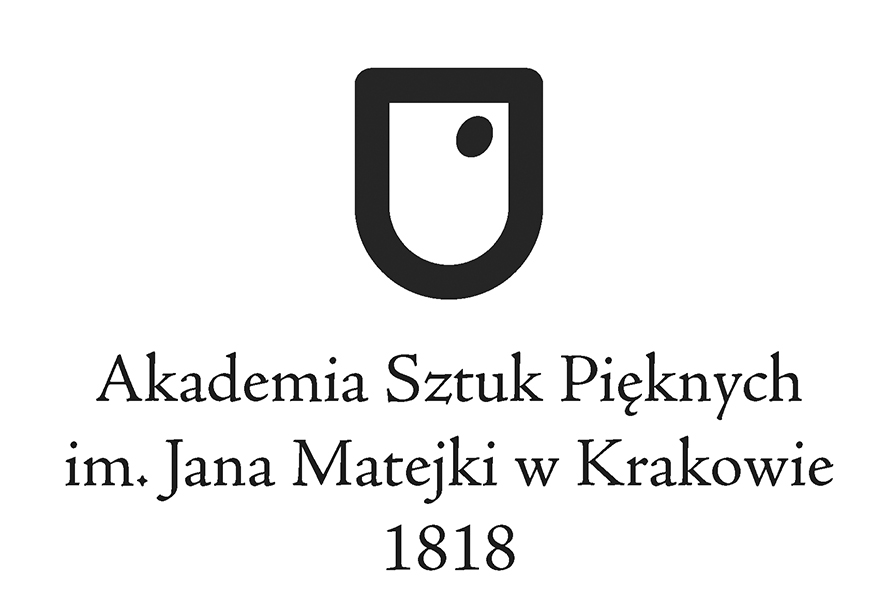 Akademia Sztuk Pięknych
im. Jana Matejki w Krakowie
1818